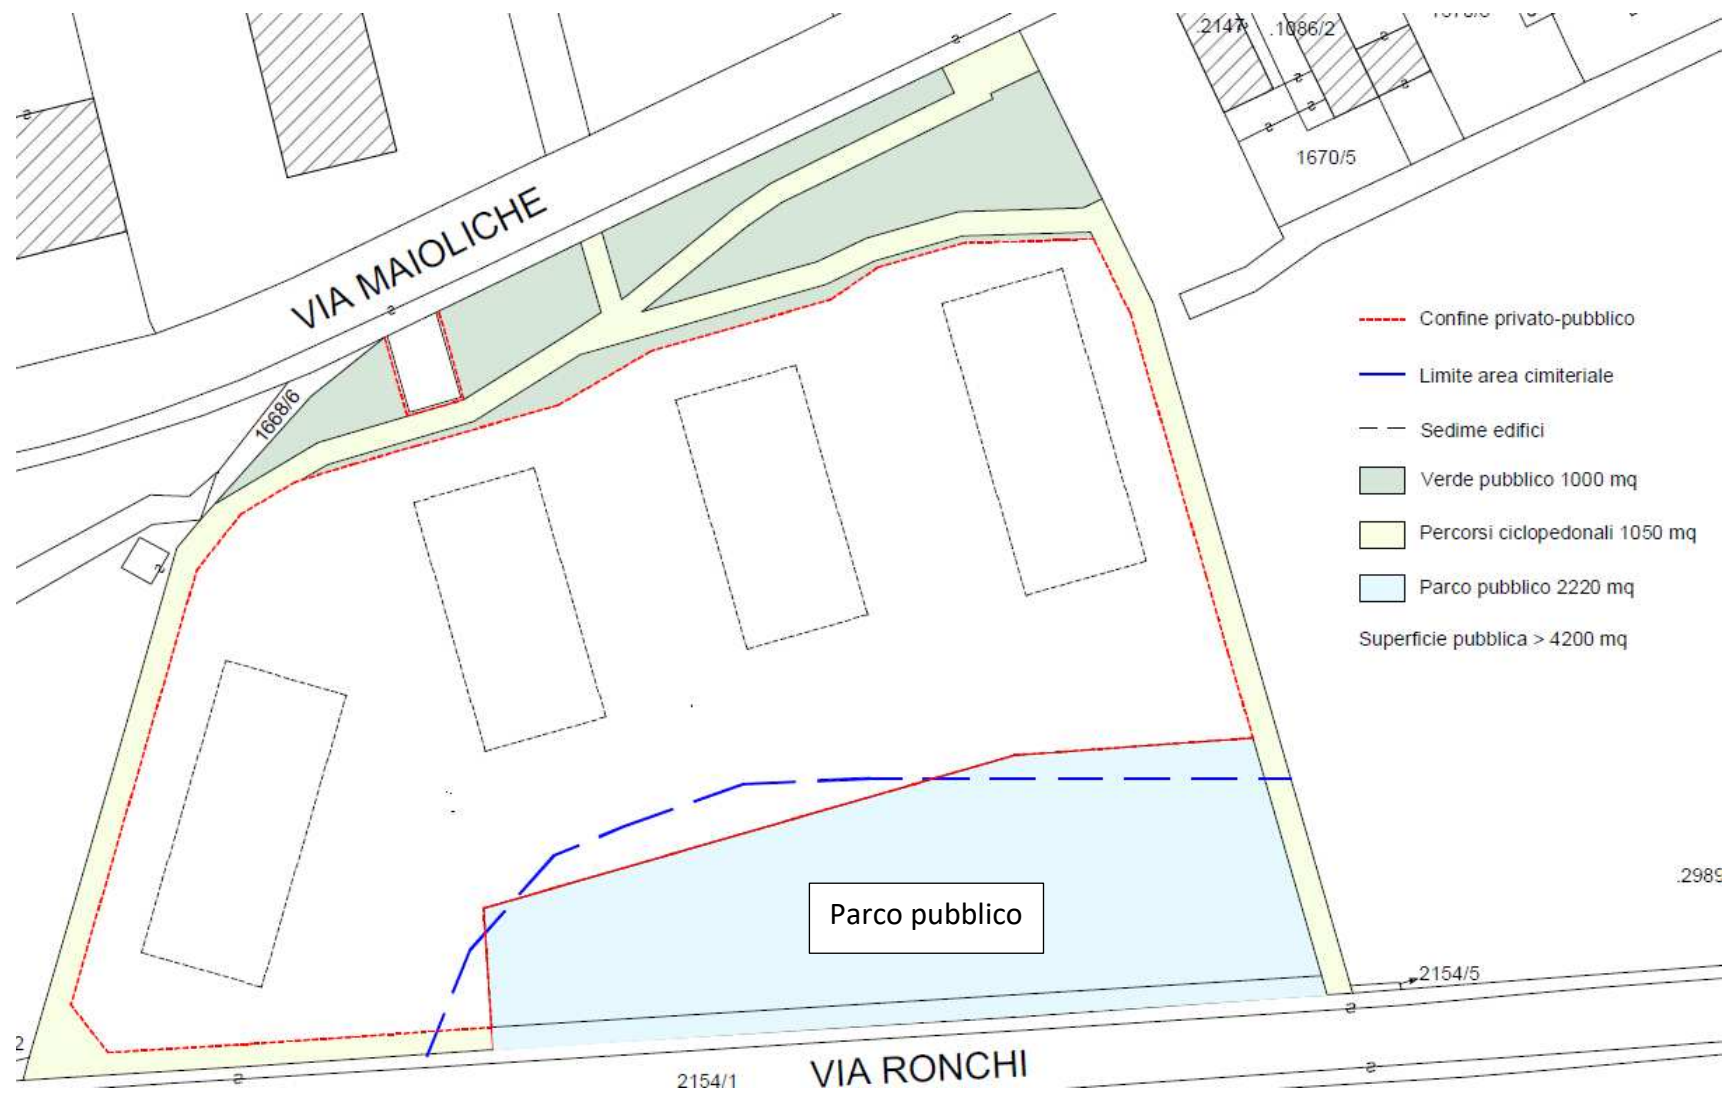 .2147
.1086/2
1670/5
VIA MAIOLICHE
1668/6
Confine privato-pubblico
Limite area cimiteriale
Sedime edifici
Verde pubblico 1000 mq
Percorsi ciclopedonali 1050 mq
Parco pubblico 2220 mq
Superficie pubblica > 4200 mq
.2989
Parco pubblico
2154/5
2
VIA RONCHI
2154/1